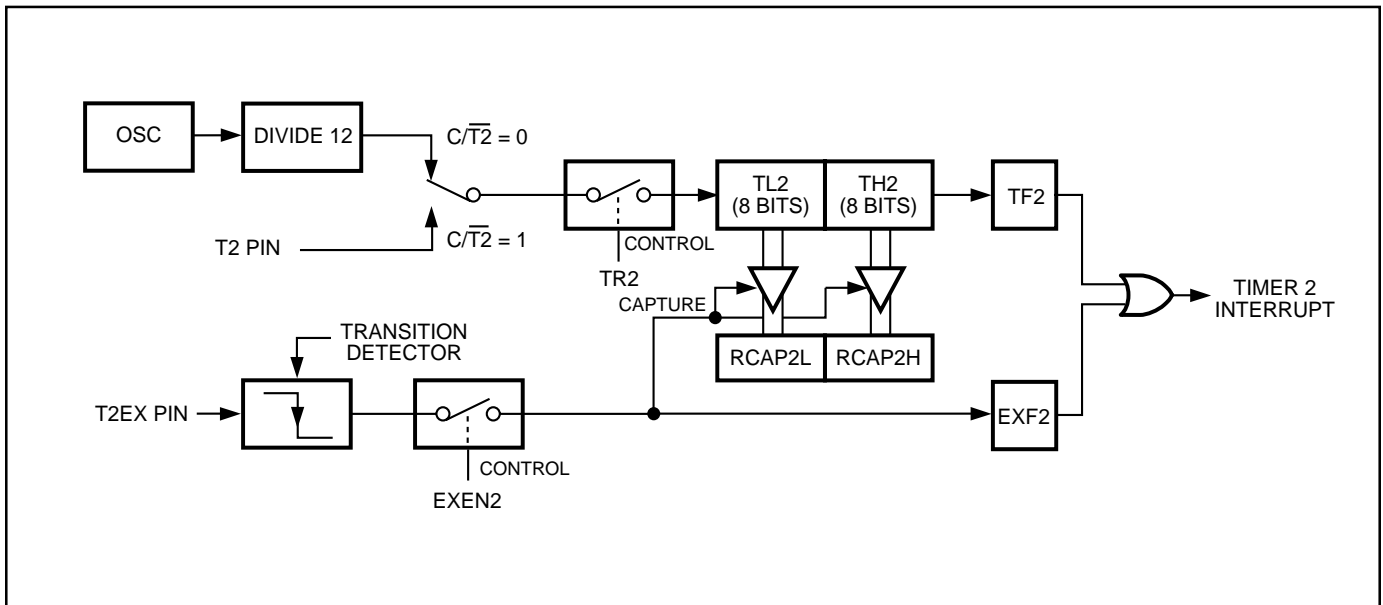 OSC
DIVIDE 12
C/T2̅ = 0
T2 PIN
C/T2̅ = 1
CONTROL
TR2
TL2
(8 BITS)
TH2
(8 BITS)
TF2
CAPTURE
RCAP2L
RCAP2H
TIMER 2
INTERRUPT
TRANSITION
DETECTOR
T2EX PIN
CONTROL
EXEN2
EXF2